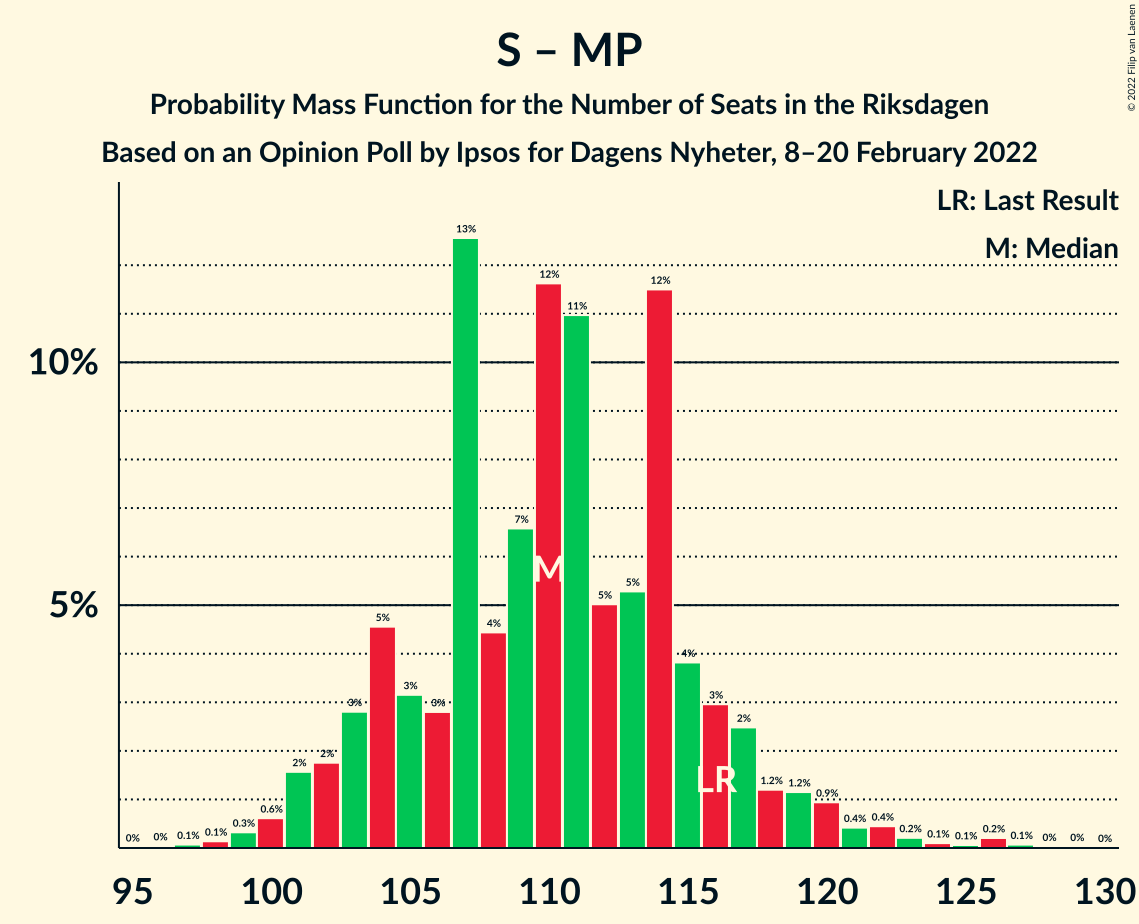 S – MP
Probability Mass Function for the Number of Seats in the Riksdagen
Based on an Opinion Poll by Ipsos for Dagens Nyheter, 8–20 February 2022
© 2022 Filip van Laenen
LR: Last Result
M: Median
10%
5%
0% 0% 0.1% 0.1% 0.3% 0.6% 2% 2% 3% 5% 3% 3% 13% 4% 7% 12% 11% 5% 5% 12% 4% 3% 2% 1.2% 1.2% 0.9% 0.4% 0.4% 0.2% 0.1% 0.1% 0.2% 0.1% 0% 0% 0%
M
LR
95 100 105 110 115 120 125 130